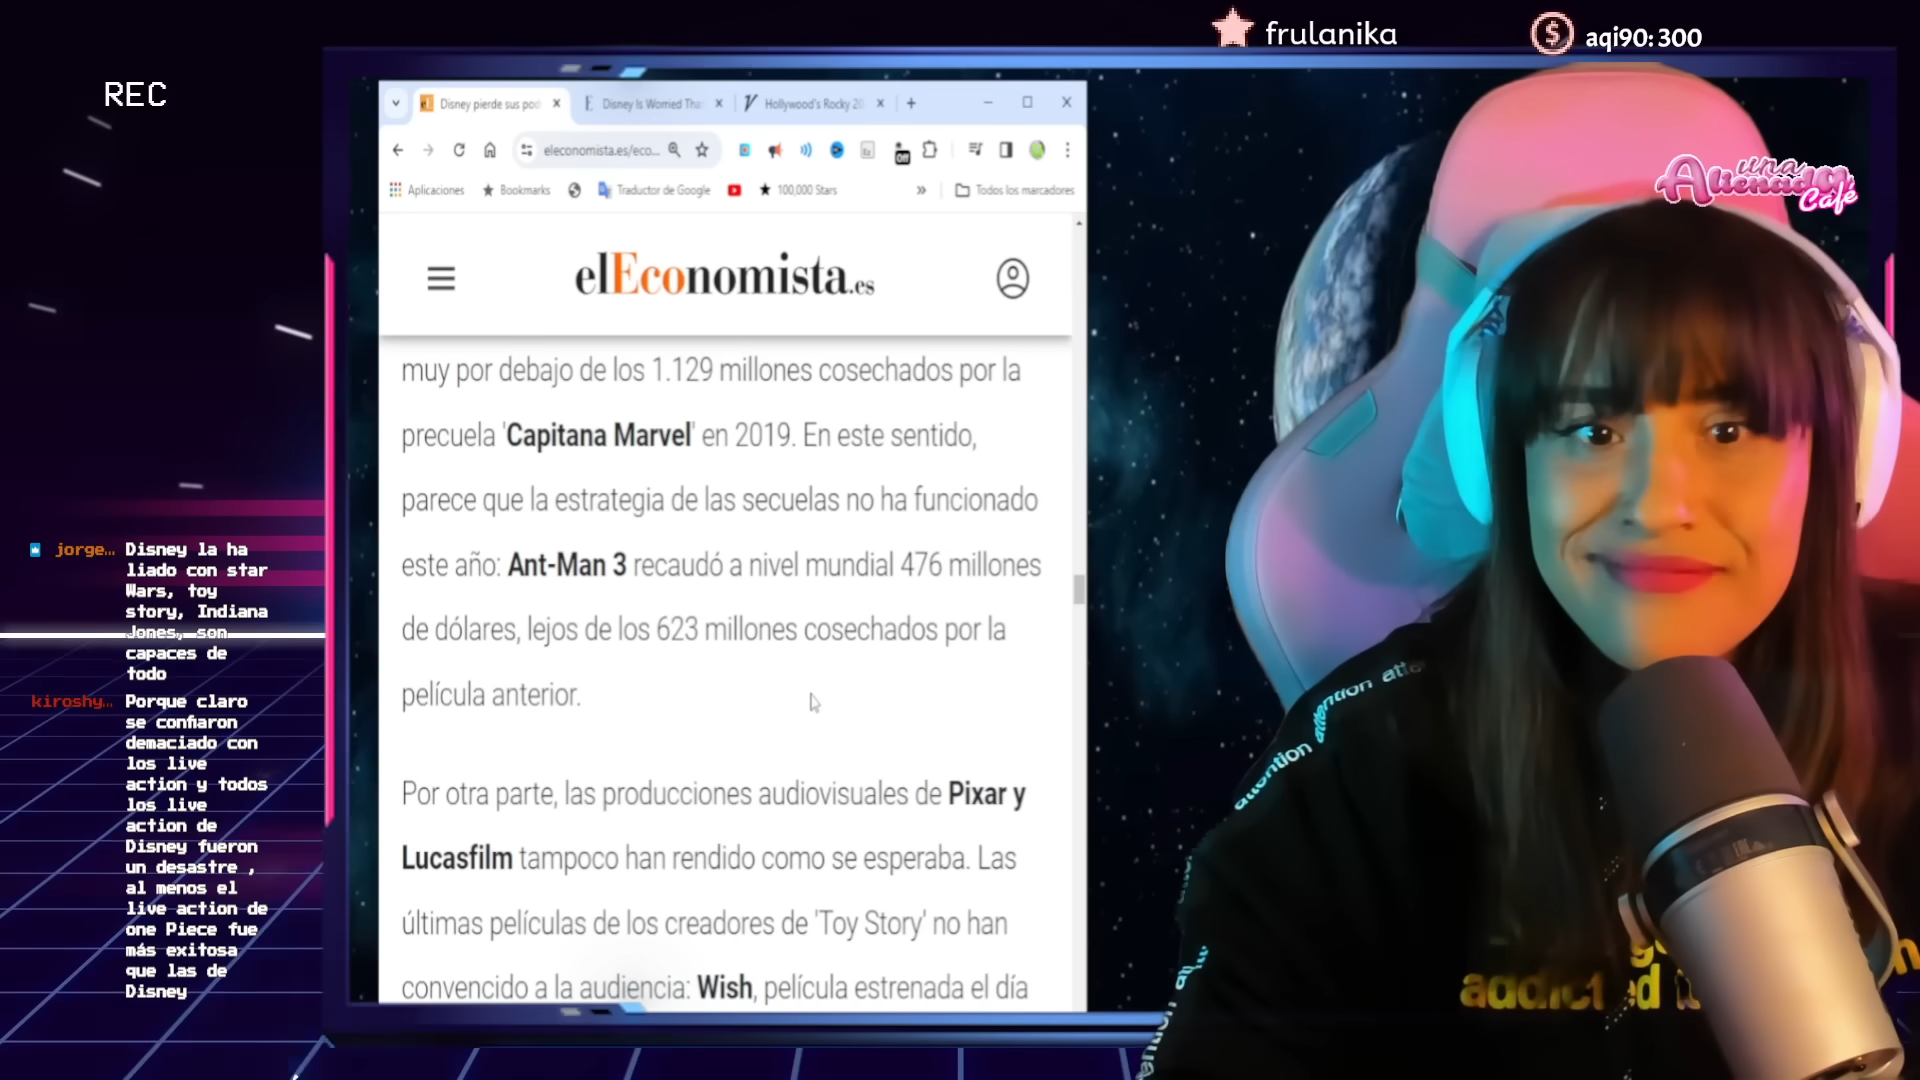 frulanika
aqi90: 300
REC
Disney pierde sus pod
Disney Is Worried Tha
Hollywood's Rocky 20
eleconomista.es/eco...
Off
Aplicaciones
Bookmarks
Traductor de Google
100,000 Stars
»
Todos los marcadores
una
Alienada
Café
elEconomista.es
muy por debajo de los 1.129 millones cosechados por la
precuela 'Capitana Marvel' en 2019. En este sentido,
parece que la estrategia de las secuelas no ha funcionado
este año: Ant-Man 3 recaudó a nivel mundial 476 millones
de dólares, lejos de los 623 millones cosechados por la
película anterior.
Por otra parte, las producciones audiovisuales de Pixar y
Lucasfilm tampoco han rendido como se esperaba. Las
últimas películas de los creadores de 'Toy Story' no han
convencido a la audiencia: Wish, película estrenada el día
jorge... Disney la ha
liado con star
Wars, toy
story, Indiana
Jones, son
capaces de
todo
kiroshy... Porque claro
se confiaron
demaciado con
los live
action y todos
los live
action de
Disney fueron
un desastre ,
al menos el
live action de
one Piece fue
más exitosa
que las de
Disney
attention
attention